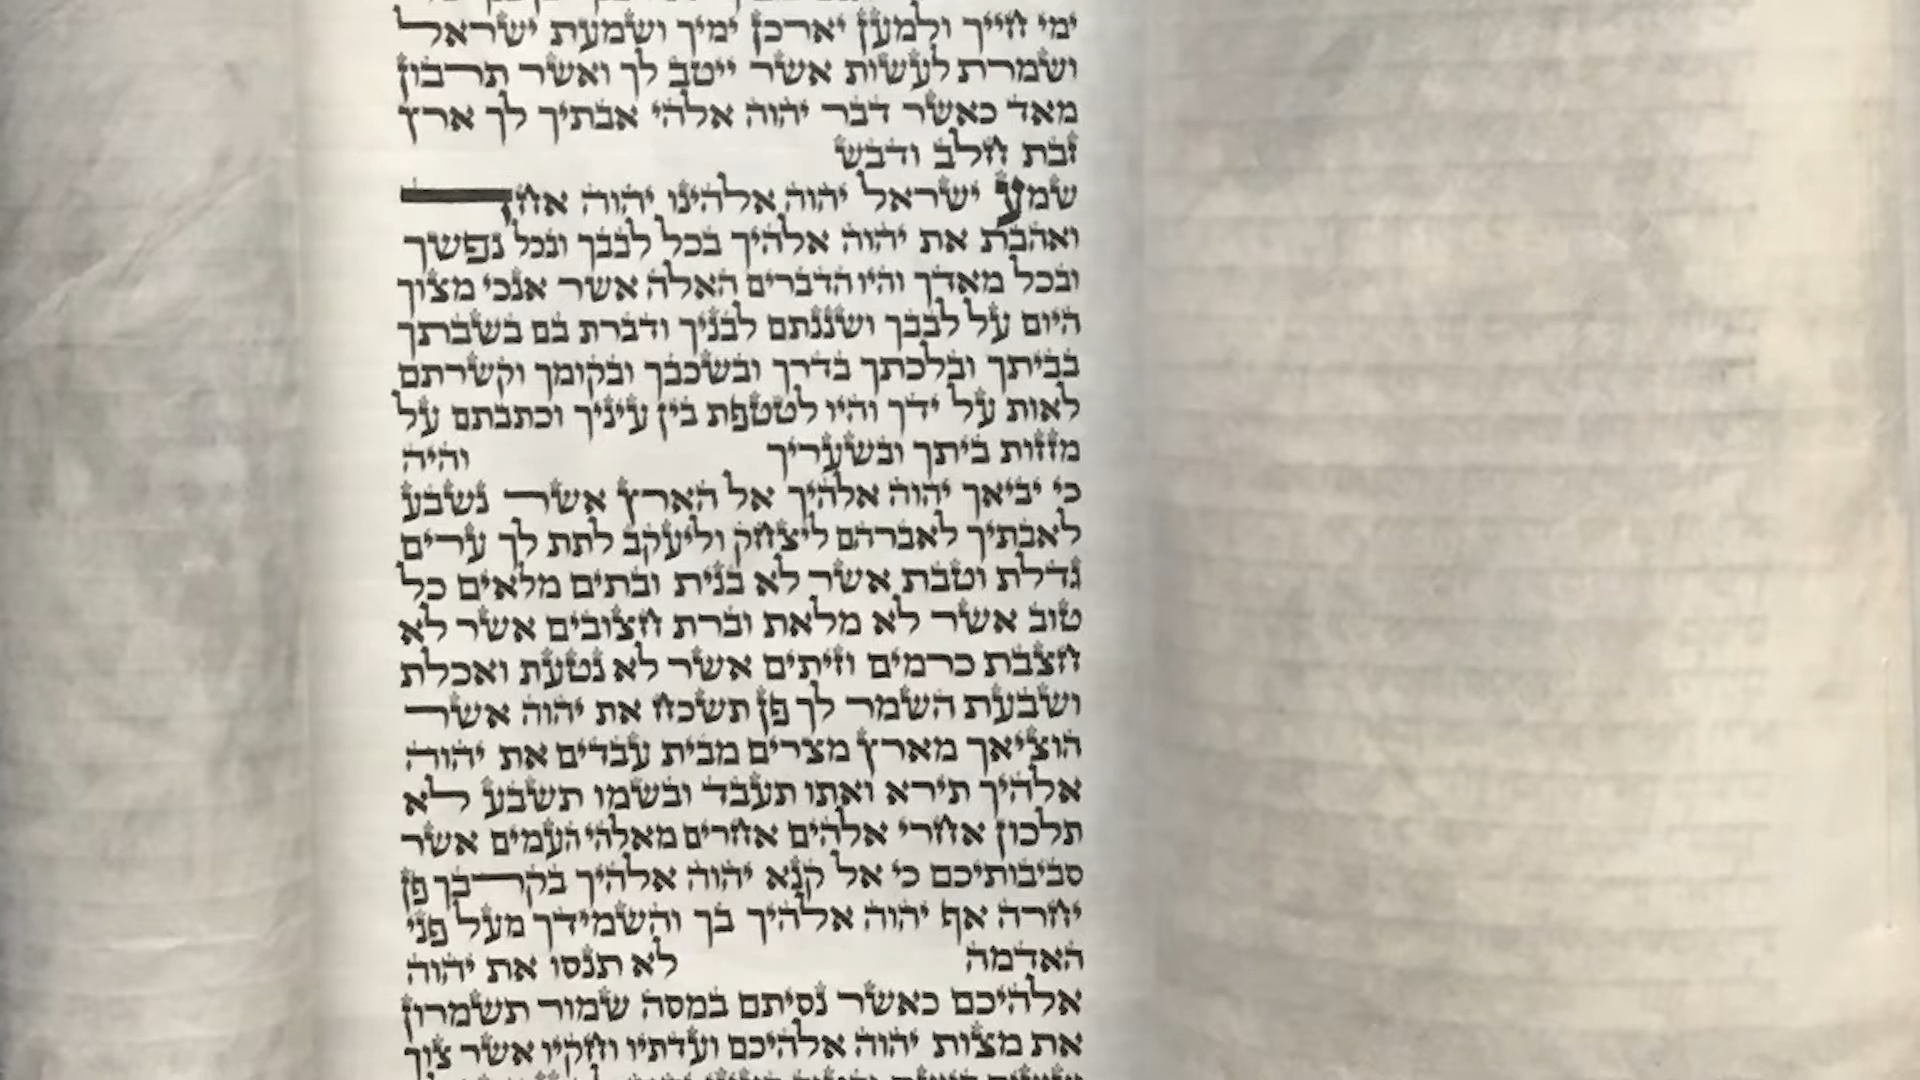 ימי חייך ולמען יארכן ימיך ושמעת ישראל
ושמרת לעשות אשר ייטב לך ואשר תרבון
מאד כאשר דבר יהוה אלהי אבתיך לך ארץ
זבת חלב ודבש
שמע ישראל יהוה אלהינו יהוה אחד
ואהבת את יהוה אלהיך בכל לבבך ובכל נפשך
ובכל מאדך והיו הדברים האלה אשר אנכי מצוך
היום על לבבך ושננתם לבניך ודברת בם בשבתך
בביתך ובלכתך בדרך ובשכבך ובקומך וקשרתם
לאות על ידך והיו לטטפת בין עיניך וכתבתם על
מזזות ביתך ובשעריך והיה
כי יביאך יהוה אלהיך אל הארץ אשר נשבע
לאבתיך לאברהם ליצחק וליעקב לתת לך ערים
גדלת וטבת אשר לא בנית ובתים מלאים כל
טוב אשר לא מלאת וברת חצובים אשר לא
חצבת כרמים וזיתים אשר לא נטעת ואכלת
ושבעת השמר לך פן תשכח את יהוה אשר
הוציאך מארץ מצרים מבית עבדים את יהוה
אלהיך תירא ואתו תעבד ובשמו תשבע לא
תלכון אחרי אלהים אחרים מאלהי העמים אשר
סביבותיכם כי אל קנא יהוה אלהיך בקרבך פן
יחרה אף יהוה אלהיך בך והשמידך מעל פני
האדמה לא תנסו את יהוה
אלהיכם כאשר נסיתם במסה שמור תשמרון
את מצות יהוה אלהיכם ועדתיו וחקיו אשר צוך